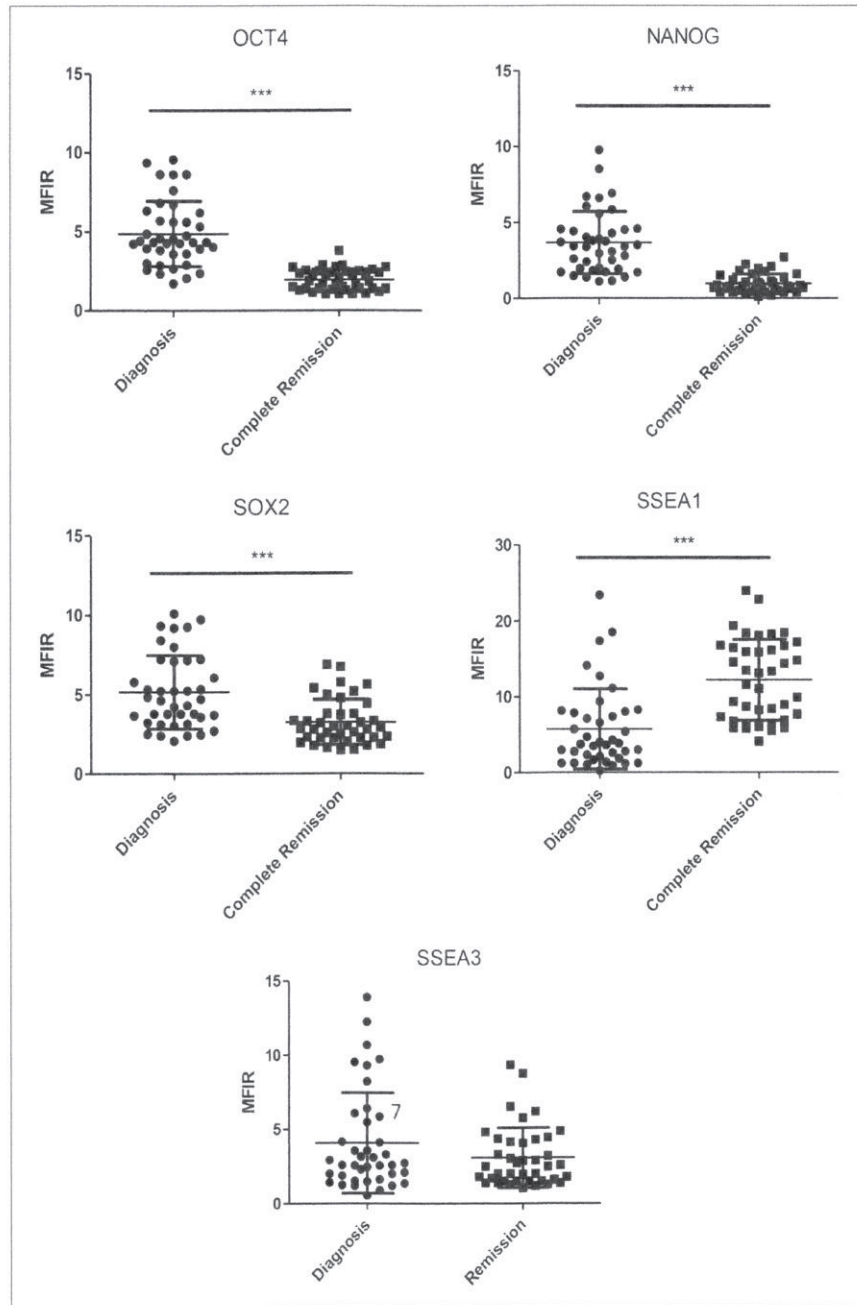 OCT4
15
10
5
0
MFIR
***
Diagnosis
Complete Remission
NANOG
15
10
5
0
MFIR
***
Diagnosis
Complete Remission
SOX2
15
10
5
0
MFIR
***
Diagnosis
Complete Remission
SSEA1
30
20
10
0
MFIR
***
Diagnosis
Complete Remission
SSEA3
15
10
5
0
MFIR
7
Diagnosis
Remission